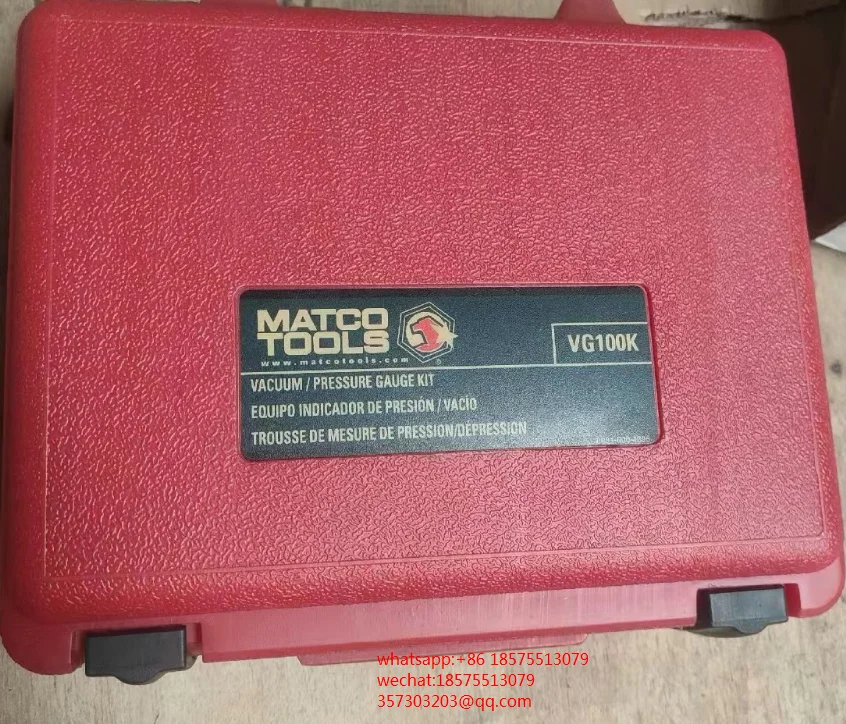 MATCO
TOOLS
www.matcotools.com
VG100K
VACUUM / PRESSURE GAUGE KIT
EQUIPO INDICADOR DE PRESIÓN / VACÍO
TROUSSE DE MESURE DE PRESSION/DÉPRESSION
whatsapp:+86 18575513079
wechat:18575513079
357303203@qq.com